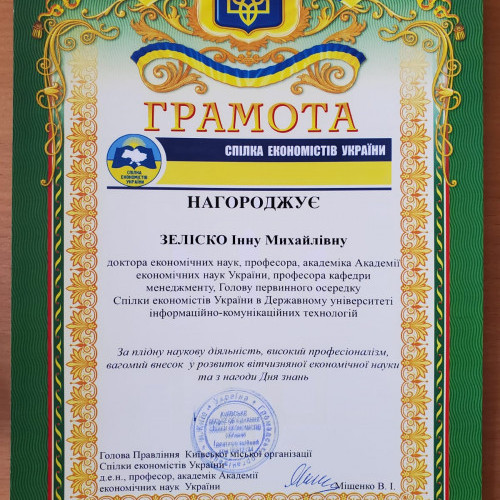 ГРАМОТА
СПІЛКА ЕКОНОМІСТІВ УКРАЇНИ
СПІЛКА
ЕКОНОМІСТІВ
УКРАЇНИ
НАГОРОДЖУЄ
ЗЕЛІСКО Інну Михайлівну
доктора економічних наук, професора, академіка Академії
економічних наук України, професора кафедри
менеджменту, Голову первинного осередку
Спілки економістів України в Державному університеті
інформаційно-комунікаційних технологій
За плідну наукову діяльність, високий професіоналізм,
вагомий внесок у розвиток вітчизняної економічної науки
та з нагоди Дня знань
Голова Правління Київської міської організації
Спілки економістів України
д.е.н., професор, академік Академії
економічних наук України Міщенко В. І.